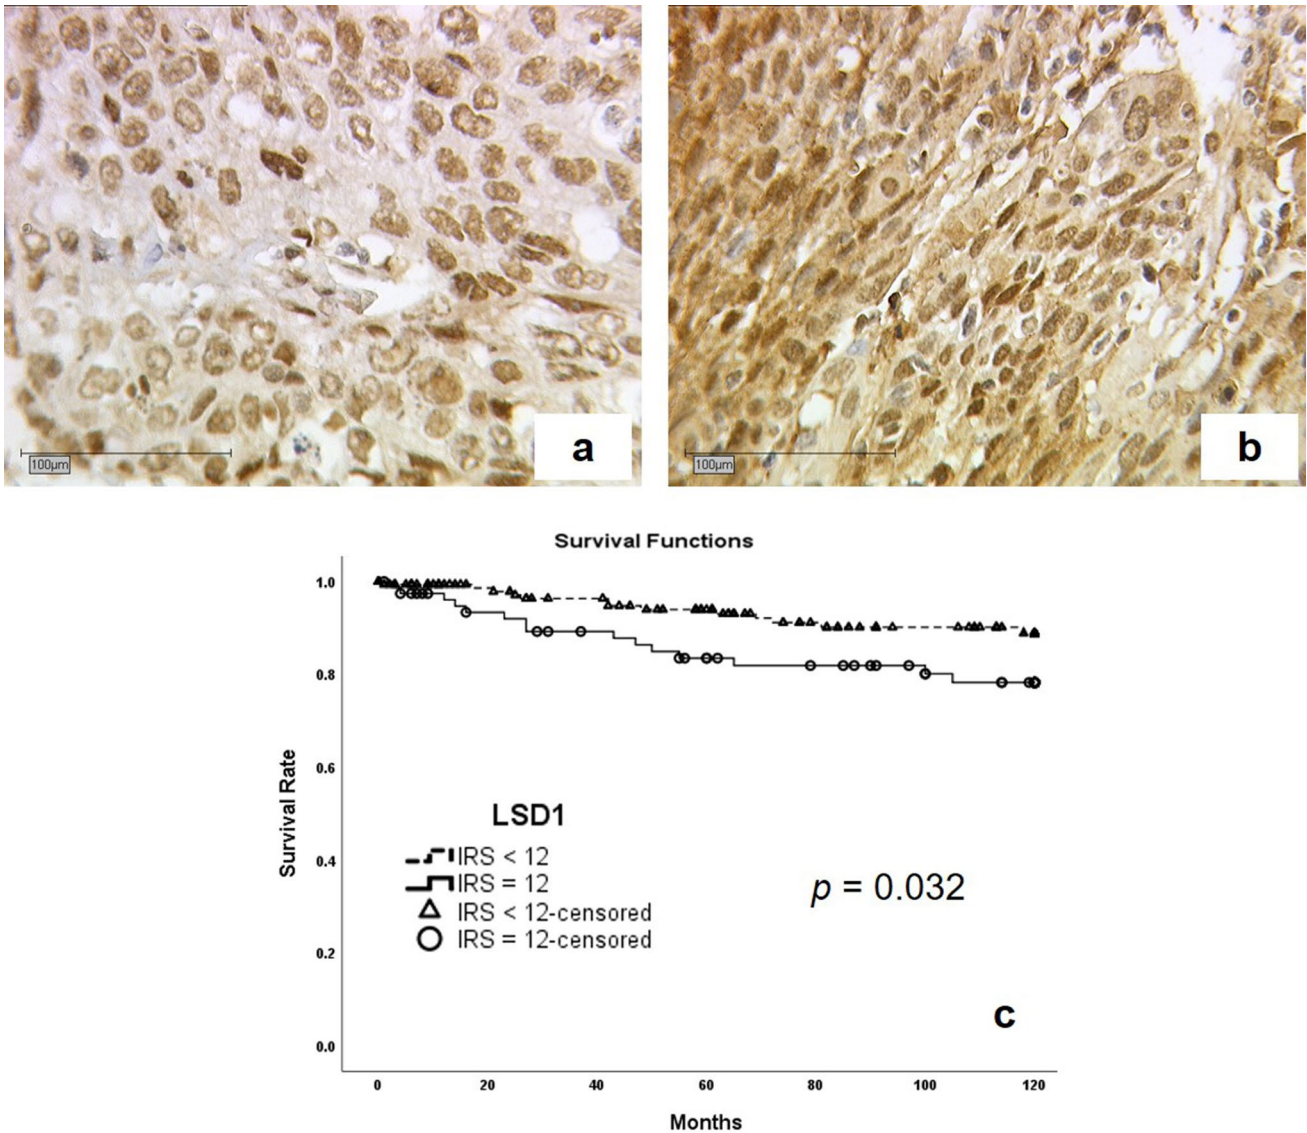 100µm
a
100µm
b
Survival Functions
1.0
0.8
0.6
0.4
0.2
0.0
Survival Rate
LSD1
IRS < 12
IRS = 12
IRS < 12-censored
IRS = 12-censored
p = 0.032
c
0 20 40 60 80 100 120
Months